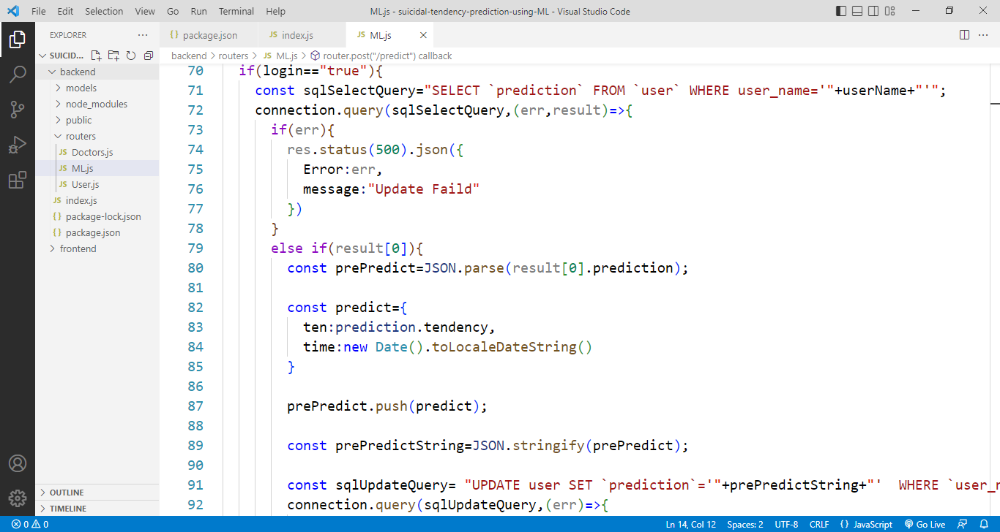 File Edit Selection View Go Run Terminal Help ML.js - suicidal-tendency-prediction-using-ML - Visual Studio Code
EXPLORER ··· {} package.json JS index.js JS ML.js
SUICID...
backend
models
node_modules
public
routers
JS Doctors.js
JS ML.js
JS User.js
JS index.js
{} package-lock.json
{} package.json
frontend
OUTLINE
TIMELINE
backend > routers > JS ML.js > router.post("/predict") callback
70 if(login=="true"){
71 const sqlSelectQuery="SELECT `prediction` FROM `user` WHERE user_name='"+userName+"'";
72 connection.query(sqlSelectQuery,(err,result)=>{
73 if(err){
74 res.status(500).json({
75 Error:err,
76 message:"Update Faild"
77 })
78 }
79 else if(result[0]){
80 const prePredict=JSON.parse(result[0].prediction);
81
82 const predict={
83 ten:prediction.tendency,
84 time:new Date().toLocaleDateString()
85 }
86
87 prePredict.push(predict);
88
89 const prePredictString=JSON.stringify(prePredict);
90
91 const sqlUpdateQuery= "UPDATE user SET `prediction`='"+prePredictString+"' WHERE `user_
92 connection.query(sqlUpdateQuery,(err)=>{
0 0 Ln 14, Col 12 Spaces: 2 UTF-8 CRLF {} JavaScript Go Live